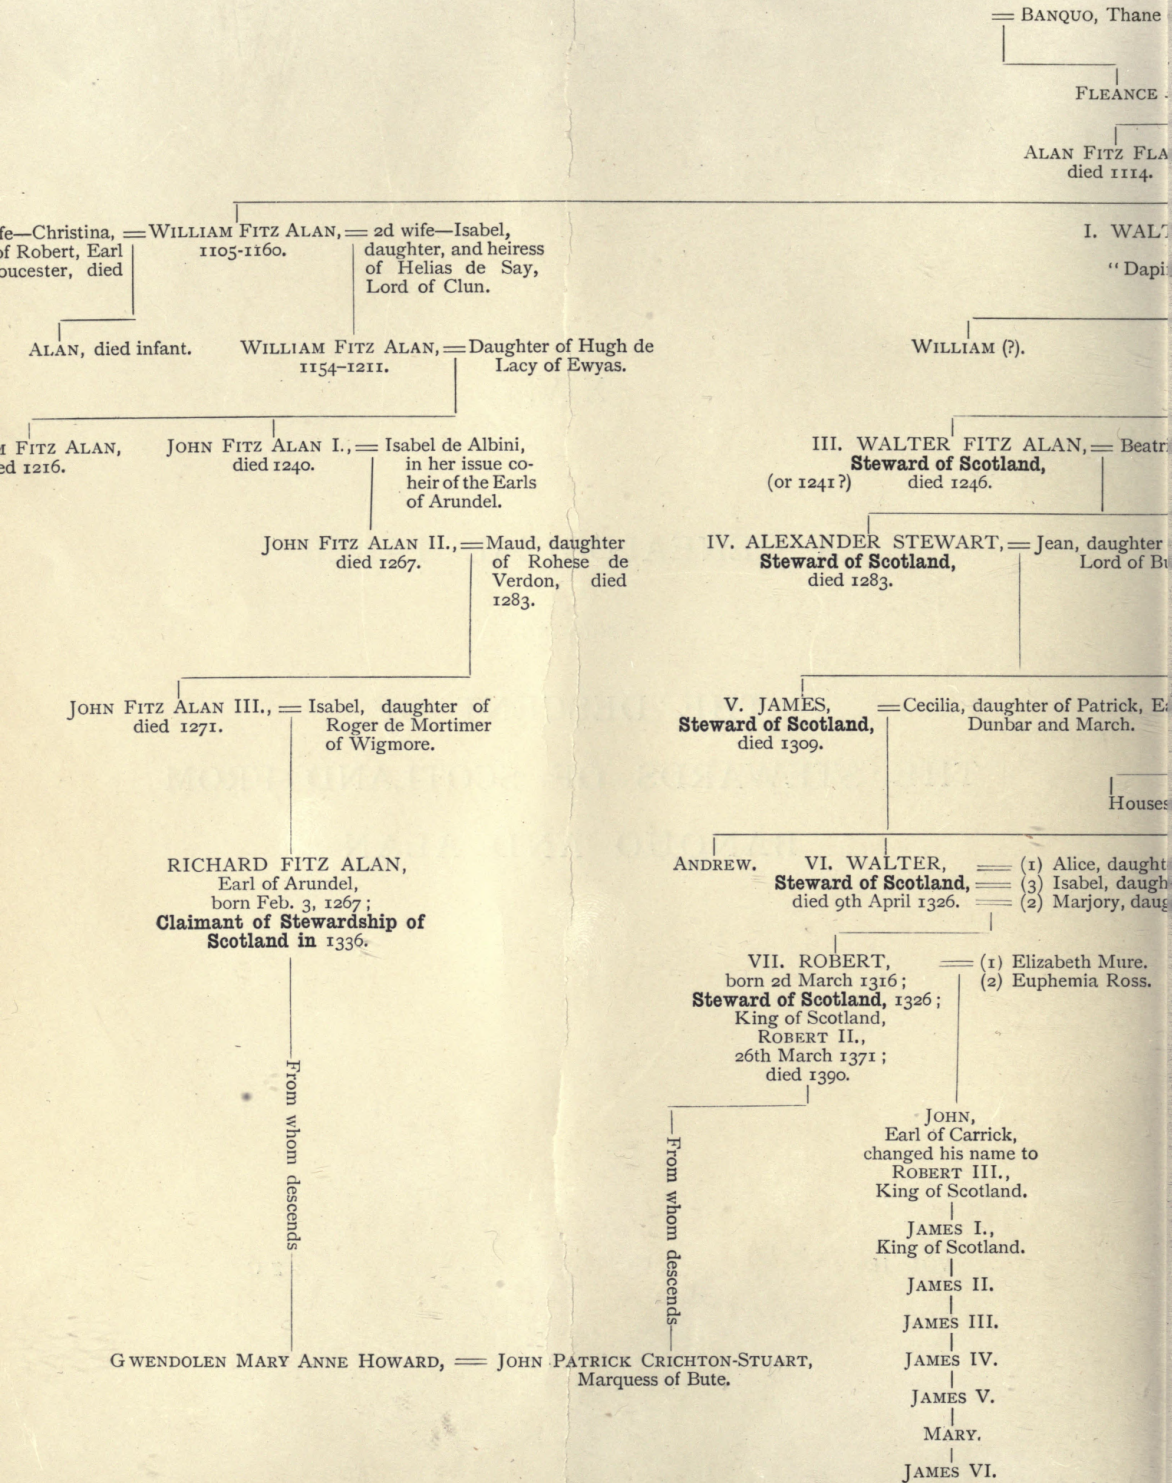 = BANQUO, Thane
FLEANCE
ALAN FITZ FLA
died 1114.
fe—Christina, = WILLIAM FITZ ALAN, = 2d wife—Isabel,
of Robert, Earl 1105-1160. daughter, and heiress
oucester, died of Helias de Say,
Lord of Clun.
I. WALT
"Dapi
ALAN, died infant. WILLIAM FITZ ALAN, = Daughter of Hugh de
1154-1211. Lacy of Ewyas.
WILLIAM (?).
FITZ ALAN, JOHN FITZ ALAN I., = Isabel de Albini,
ed 1216. died 1240. in her issue co-
heir of the Earls
of Arundel.
III. WALTER FITZ ALAN, = Beatr
Steward of Scotland,
(or 1241?) died 1246.
JOHN FITZ ALAN II., = Maud, daughter
died 1267. of Rohese de
Verdon, died
1283.
IV. ALEXANDER STEWART, = Jean, daughter
Steward of Scotland, Lord of Bu
died 1283.
JOHN FITZ ALAN III., = Isabel, daughter of
died 1271. Roger de Mortimer
of Wigmore.
V. JAMES, = Cecilia, daughter of Patrick, Ea
Steward of Scotland, Dunbar and March.
died 1309.
Houses
RICHARD FITZ ALAN,
Earl of Arundel,
born Feb. 3, 1267;
Claimant of Stewardship of
Scotland in 1336.
ANDREW. VI. WALTER, = (1) Alice, daught
Steward of Scotland, = (3) Isabel, daugh
died 9th April 1326. = (2) Marjory, daug
VII. ROBERT, = (1) Elizabeth Mure.
born 2d March 1316; (2) Euphemia Ross.
Steward of Scotland, 1326;
King of Scotland,
ROBERT II.,
26th March 1371;
died 1390.
From whom descends
From whom descends
JOHN,
Earl of Carrick,
changed his name to
ROBERT III.,
King of Scotland.
JAMES I.,
King of Scotland.
JAMES II.
JAMES III.
GWENDOLEN MARY ANNE HOWARD, = JOHN PATRICK CRICHTON-STUART,
Marquess of Bute.
JAMES IV.
JAMES V.
MARY.
JAMES VI.